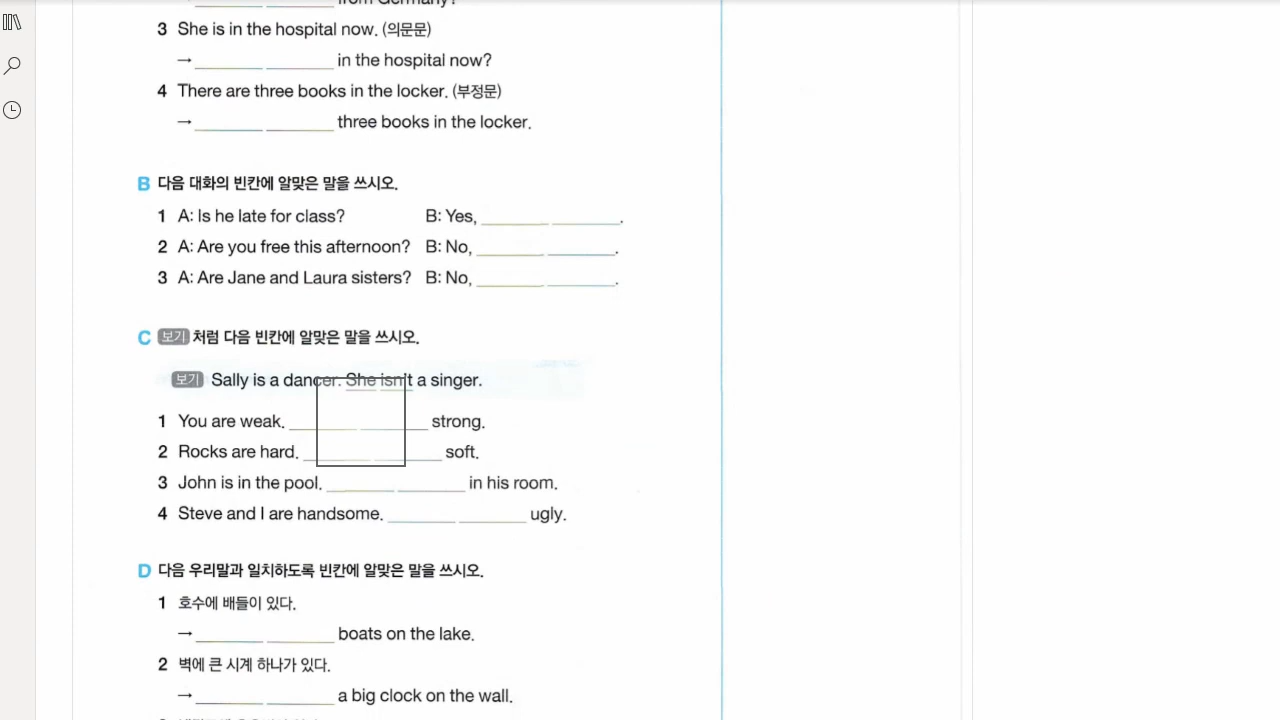 from Germany?
3 She is in the hospital now. (의문문)
→ in the hospital now?
4 There are three books in the locker. (부정문)
→ three books in the locker.
B 다음 대화의 빈칸에 알맞은 말을 쓰시오.
1 A: Is he late for class? B: Yes, .
2 A: Are you free this afternoon? B: No, .
3 A: Are Jane and Laura sisters? B: No, .
C 보기 처럼 다음 빈칸에 알맞은 말을 쓰시오.
보기 Sally is a dancer. She isn't a singer.
1 You are weak. strong.
2 Rocks are hard. soft.
3 John is in the pool. in his room.
4 Steve and I are handsome. ugly.
D 다음 우리말과 일치하도록 빈칸에 알맞은 말을 쓰시오.
1 호수에 배들이 있다.
→ boats on the lake.
2 벽에 큰 시계 하나가 있다.
→ a big clock on the wall.